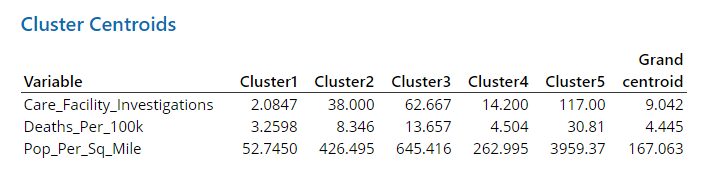 Cluster Centroids
Grand
Variable Cluster1 Cluster2 Cluster3 Cluster4 Cluster5 centroid
Care_Facility_Investigations 2.0847 38.000 62.667 14.200 117.00 9.042
Deaths_Per_100k 3.2598 8.346 13.657 4.504 30.81 4.445
Pop_Per_Sq_Mile 52.7450 426.495 645.416 262.995 3959.37 167.063